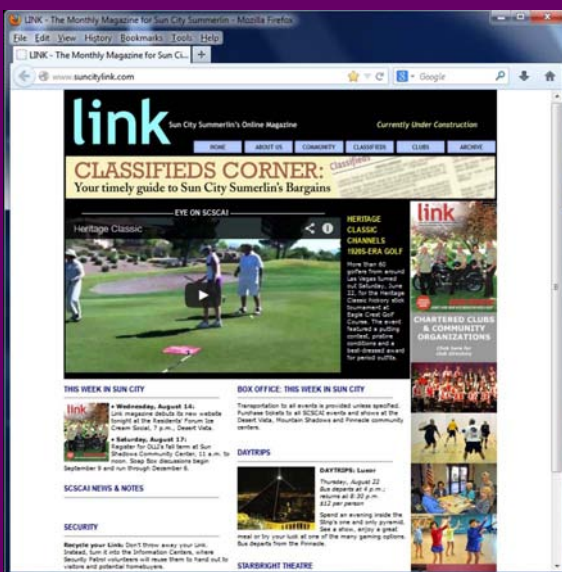 LINK - The Monthly Magazine for Sun City Summerlin - Mozilla Firefox
File Edit View History Bookmarks Tools Help
LINK - The Monthly Magazine for Sun Ci...
www.suncitylink.com
Google
link
Sun City Summerlin's Online Magazine
Currently Under Construction
HOME
ABOUT US
COMMUNITY
CLASSIFIEDS
CLUBS
ARCHIVE
CLASSIFIEDS CORNER:
Your timely guide to Sun City Sumerlin's Bargains
Classifieds
EYE ON SCSCAI
Heritage Classic
HERITAGE
CLASSIC
CHANNELS
1920S-ERA GOLF
More than 60
golfers from around
Las Vegas turned
out Saturday, June
22, for the Heritage
Classic hickory stick
tournament at
Eagle Crest Golf
Course. The event
featured a putting
contest, pristine
conditions and a
best-dressed award
for period outfits.
link
CHARTERED CLUBS
& COMMUNITY
ORGANIZATIONS
Click here for
club directory
THIS WEEK IN SUN CITY
link
• Wednesday, August 14:
Link magazine debuts its new website
tonight at the Residents' Forum Ice
Cream Social, 7 p.m., Desert Vista.
• Saturday, August 17:
Register for OLLI's fall term at Sun
Shadows Community Center, 11 a.m. to
noon. Soap Box discussions begin
September 9 and run through December 6.
SCSCAI NEWS & NOTES
SECURITY
Recycle your Link: Don't throw away your Link.
Instead, turn it into the Information Centers, where
Security Patrol volunteers will reuse them to hand out to
visitors and potential homebuyers.
BOX OFFICE: THIS WEEK IN SUN CITY
Transportation to all events is provided unless specified.
Purchase tickets to all SCSCAI events and shows at the
Desert Vista, Mountain Shadows and Pinnacle community
centers.
DAYTRIPS
DAYTRIPS: Luxor
Thursday, August 22
Bus departs at 4 p.m.;
returns at 8:30 p.m.
$12 per person
Spend an evening inside the
Strip's one and only pyramid.
See a show, enjoy a great
meal or try your luck at one of the many gaming options.
Bus departs from the Pinnacle.
STARBRIGHT THEATRE